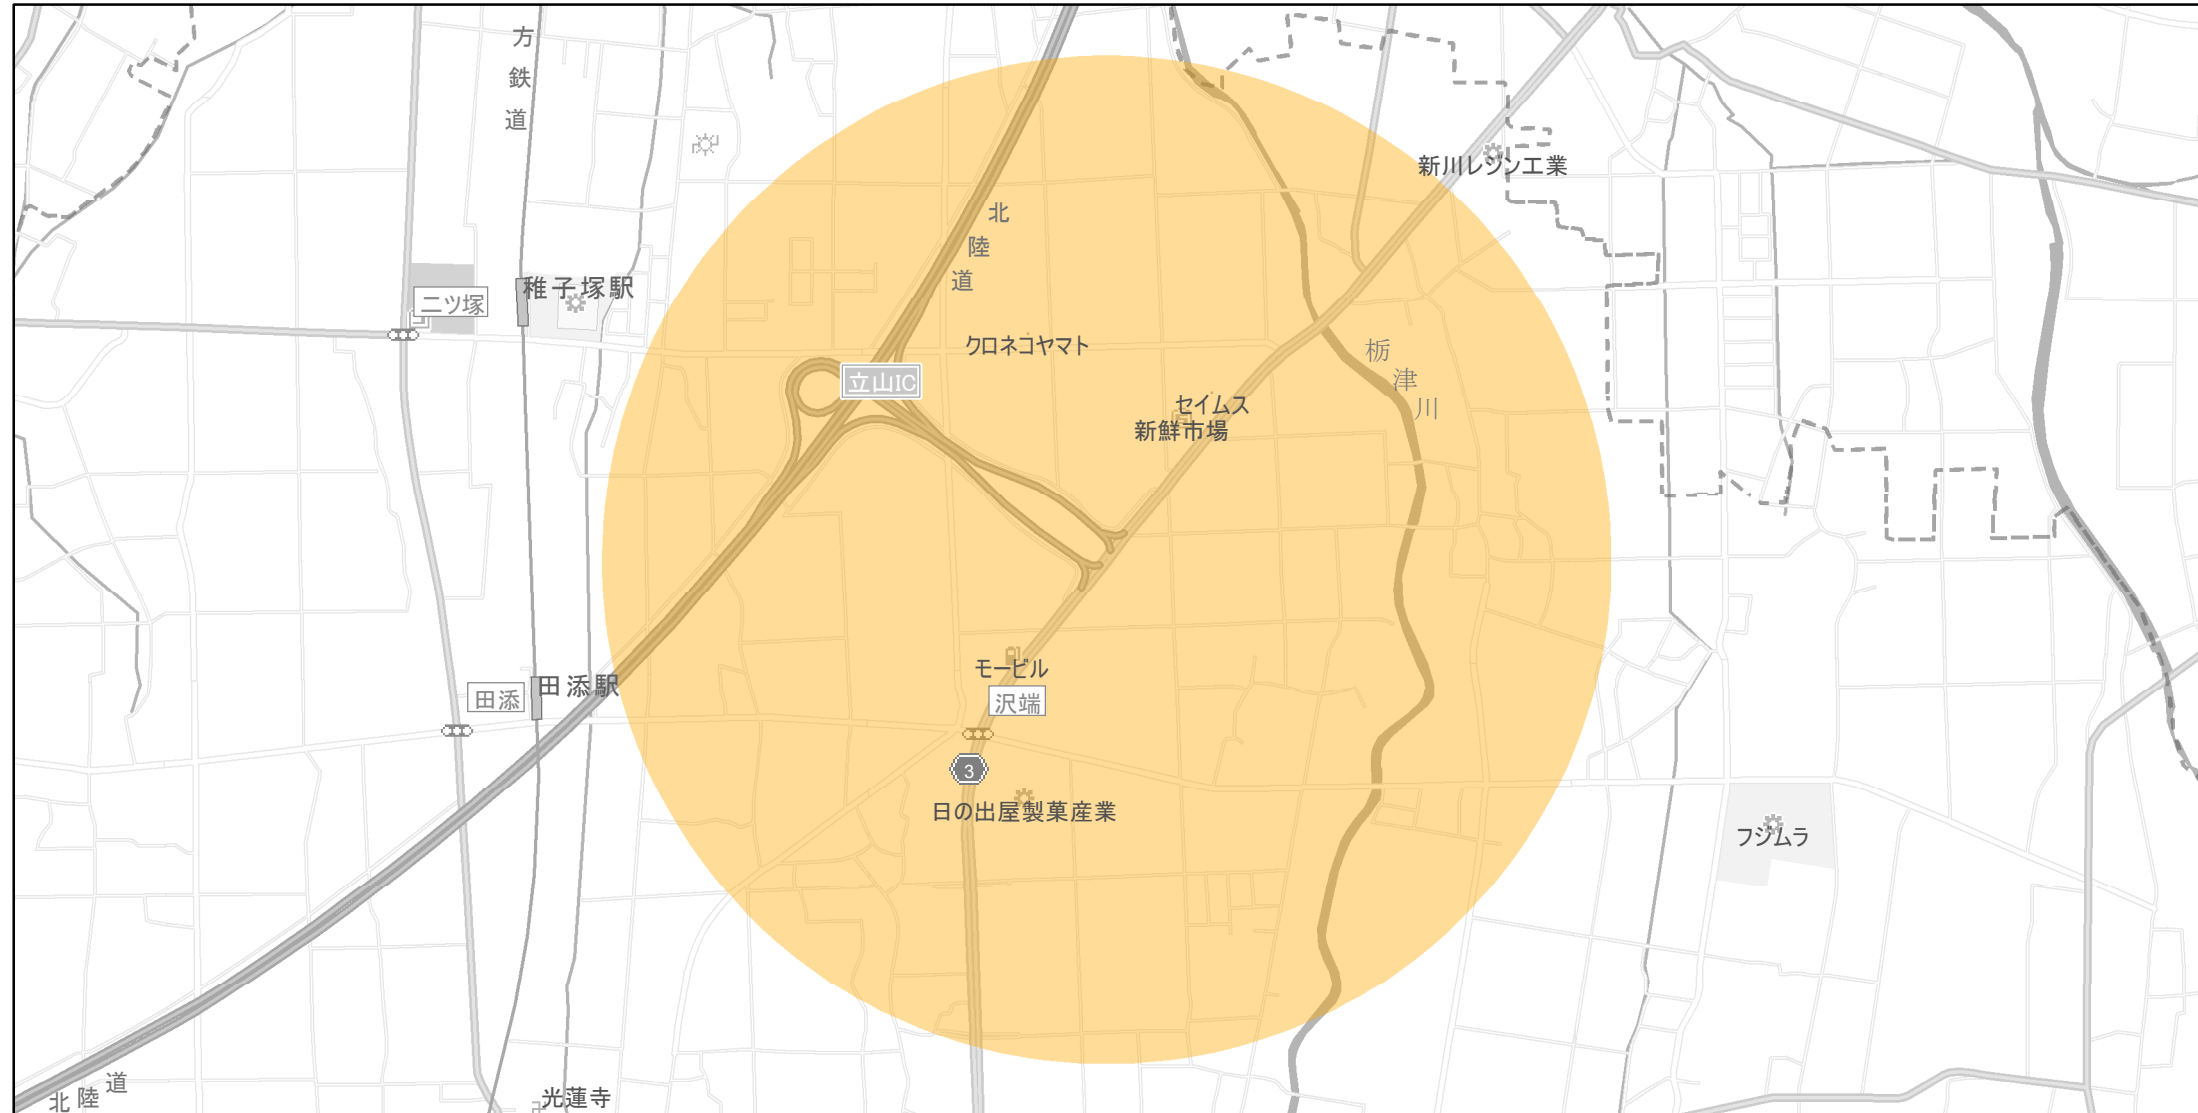 方鉄道
新川レジン工業
北陸道
稚子塚駅
二ツ塚
クロネコヤマト
栃津川
立山IC
セイムス
新鮮市場
モービル
田添駅
田添
沢端
3
日の出屋製菓産業
フジムラ
北陸道
光蓮寺